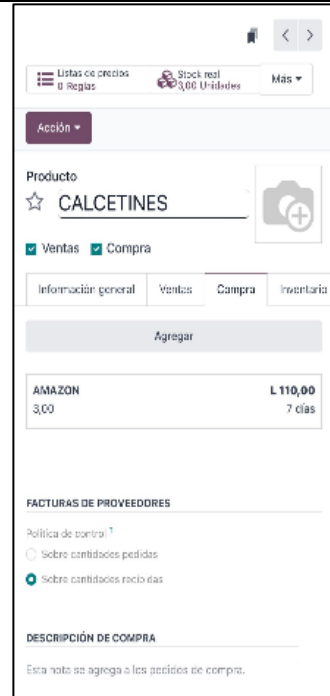 Listas de precios
0 Reglas
Stock real
3,00 Unidades
Más
Acción
Producto
CALCETINES
Ventas
Compra
Información general
Ventas
Compra
Inventario
Agregar
AMAZON
L 110,00
3,00
7 días
FACTURAS DE PROVEEDORES
Política de control ?
Sobre cantidades pedidas
Sobre cantidades recibidas
DESCRIPCIÓN DE COMPRA
Esta nota se agrega a los pedidos de compra.